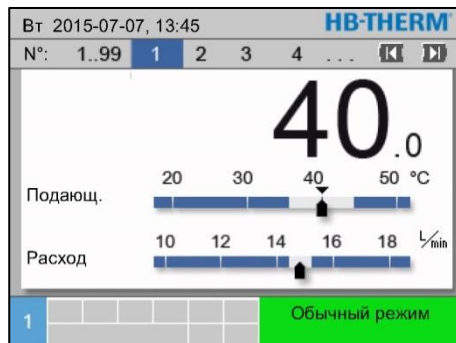 Вт 2015-07-07, 13:45 HB-THERM
N°: 1..99 1 2 3 4 ...
40.0
20 30 40 50 °C
Подающ.
10 12 14 16 18 L/min
Расход
1 Обычный режим